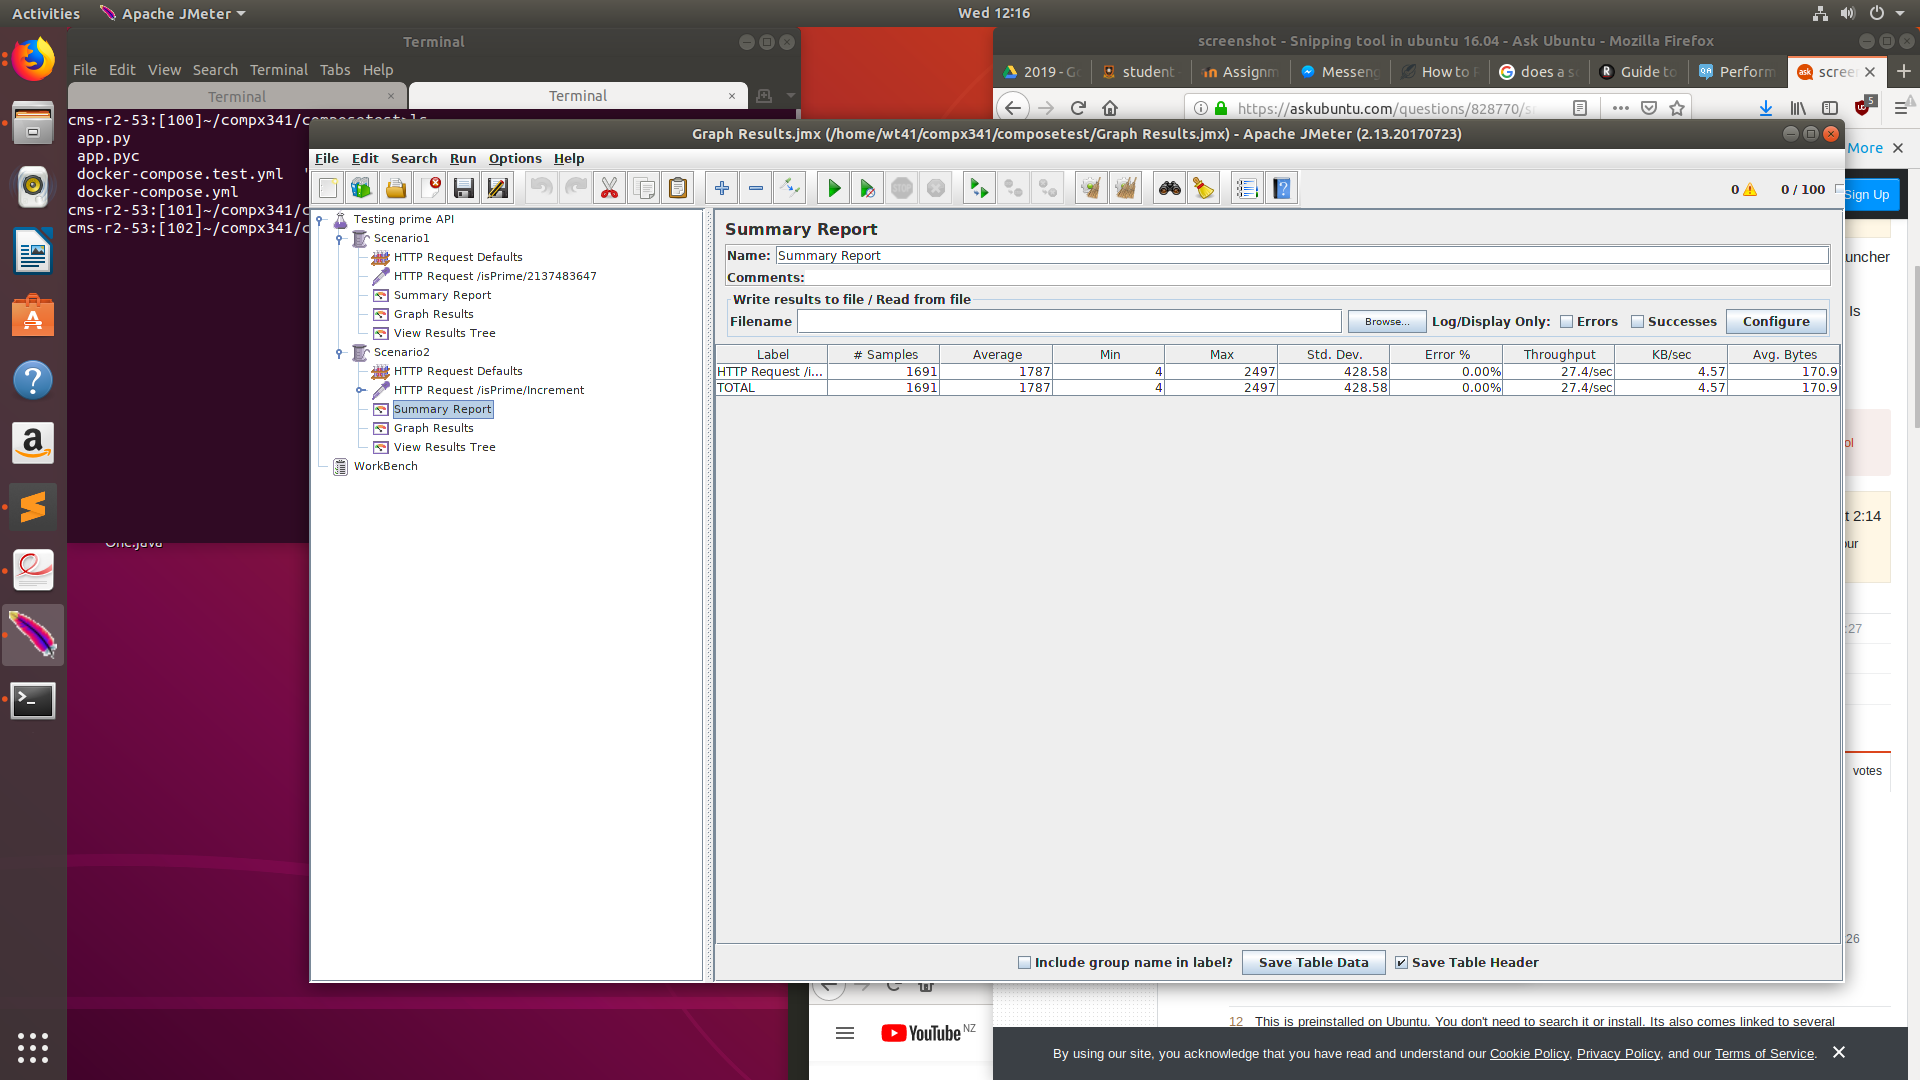 Activities
Apache JMeter
Wed 12:16
Terminal
File Edit View Search Terminal Tabs Help
Terminal ×
Terminal ×
cms-r2-53:[100]~/compx341/composetest>ls
app.py
app.pyc
docker-compose.test.yml '
docker-compose.yml
cms-r2-53:[101]~/compx341/c
cms-r2-53:[102]~/compx341/c
One.java
screenshot - Snipping tool in ubuntu 16.04 - Ask Ubuntu - Mozilla Firefox
2019 - G
student
Assignm
Messeng
How to
does a s
Guide to
Perform
scree
https://askubuntu.com/questions/828770/s
5
More
Sign Up
uncher
Is
ol
t 2:14
our
:27
votes
26
Graph Results.jmx (/home/wt41/compx341/composetest/Graph Results.jmx) - Apache JMeter (2.13.20170723)
File Edit Search Run Options Help
0
0 / 100
Testing prime API
Scenario1
HTTP Request Defaults
HTTP Request /isPrime/2137483647
Summary Report
Graph Results
View Results Tree
Scenario2
HTTP Request Defaults
HTTP Request /isPrime/Increment
Summary Report
Graph Results
View Results Tree
WorkBench
Summary Report
Name: Summary Report
Comments:
Write results to file / Read from file
Filename Browse... Log/Display Only: Errors Successes Configure
Label # Samples Average Min Max Std. Dev. Error % Throughput KB/sec Avg. Bytes
HTTP Request /i... 1691 1787 4 2497 428.58 0.00% 27.4/sec 4.57 170.9
TOTAL 1691 1787 4 2497 428.58 0.00% 27.4/sec 4.57 170.9
Include group name in label? Save Table Data Save Table Header
YouTube NZ
12 This is preinstalled on Ubuntu. You don't need to search it or install. Its also comes linked to several
By using our site, you acknowledge that you have read and understand our Cookie Policy, Privacy Policy, and our Terms of Service.